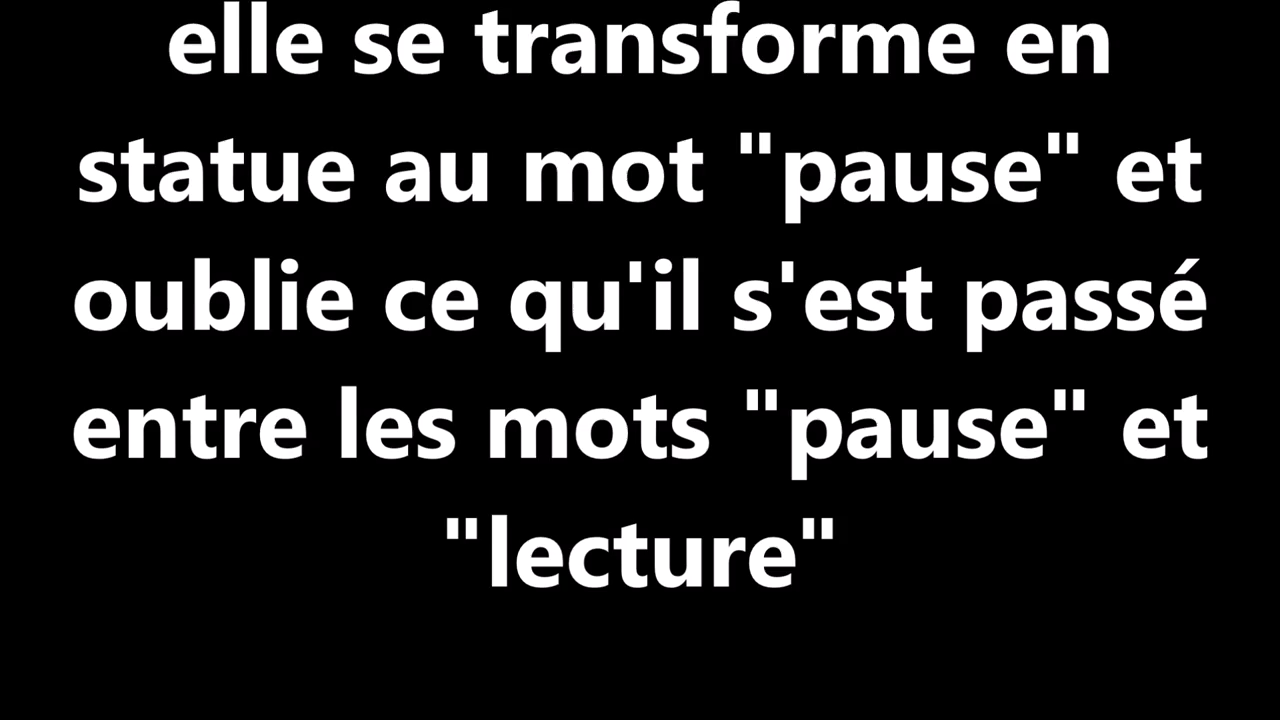 elle se transforme en
statue au mot "pause" et
oublie ce qu'il s'est passé
entre les mots "pause" et
"lecture"